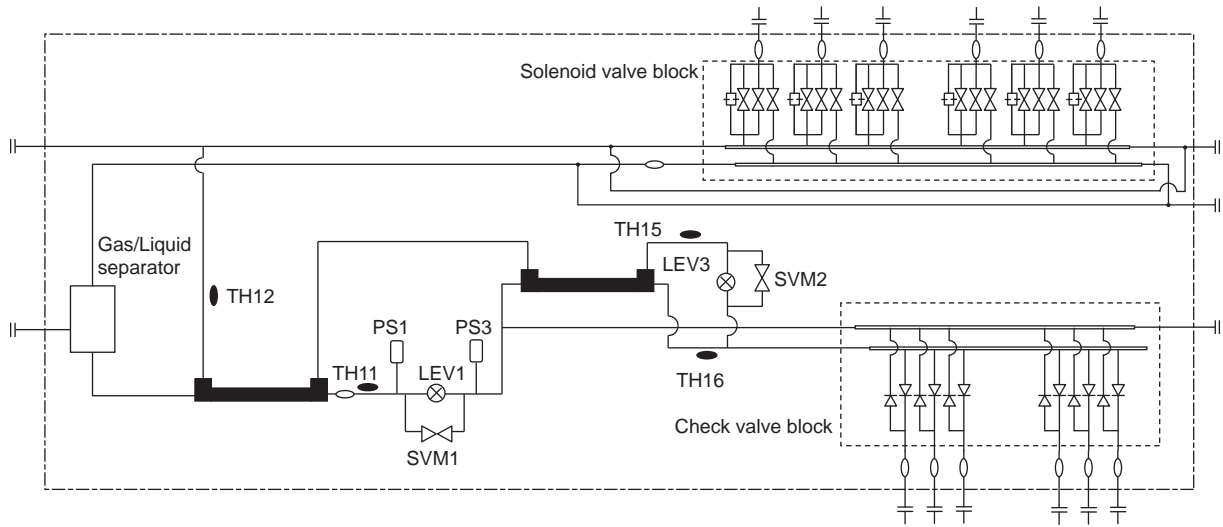 Solenoid valve block
Gas/Liquid
separator
TH15
LEV3
SVM2
TH12
PS1
PS3
TH11
LEV1
TH16
SVM1
Check valve block